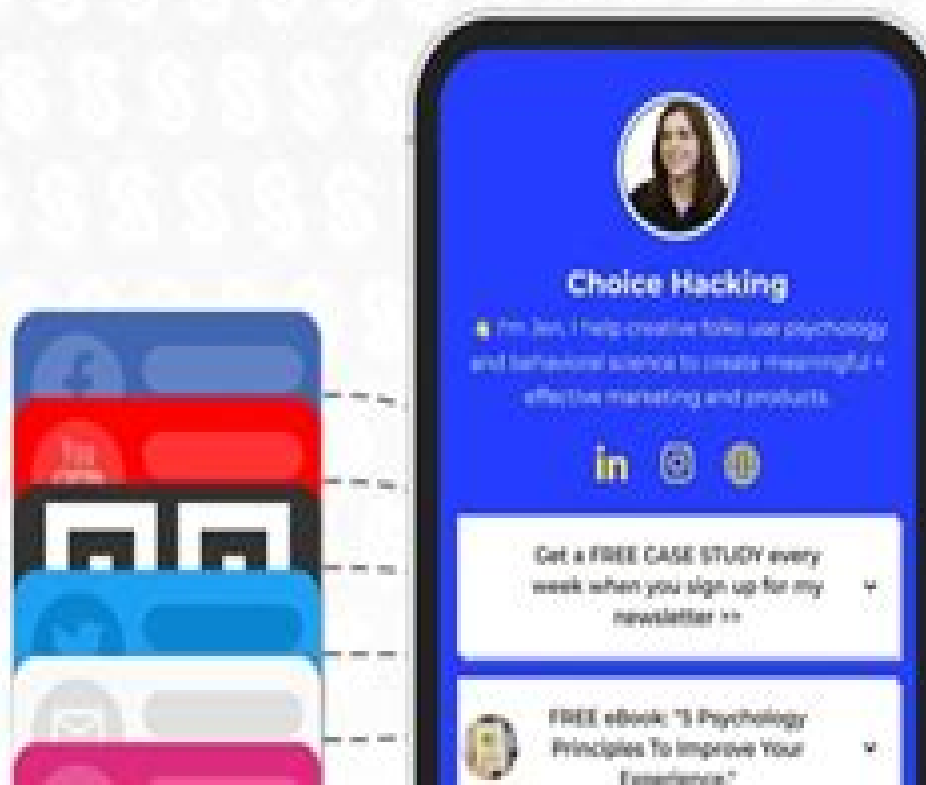 Choice Hacking
I'm Jen, I help creative folks use psychology
and behavioral science to create meaningful +
effective marketing and products.
in
Get a FREE CASE STUDY every
week when you sign up for my
newsletter >>
FREE eBook: "5 Psychology
Principles To Improve Your
Experience."